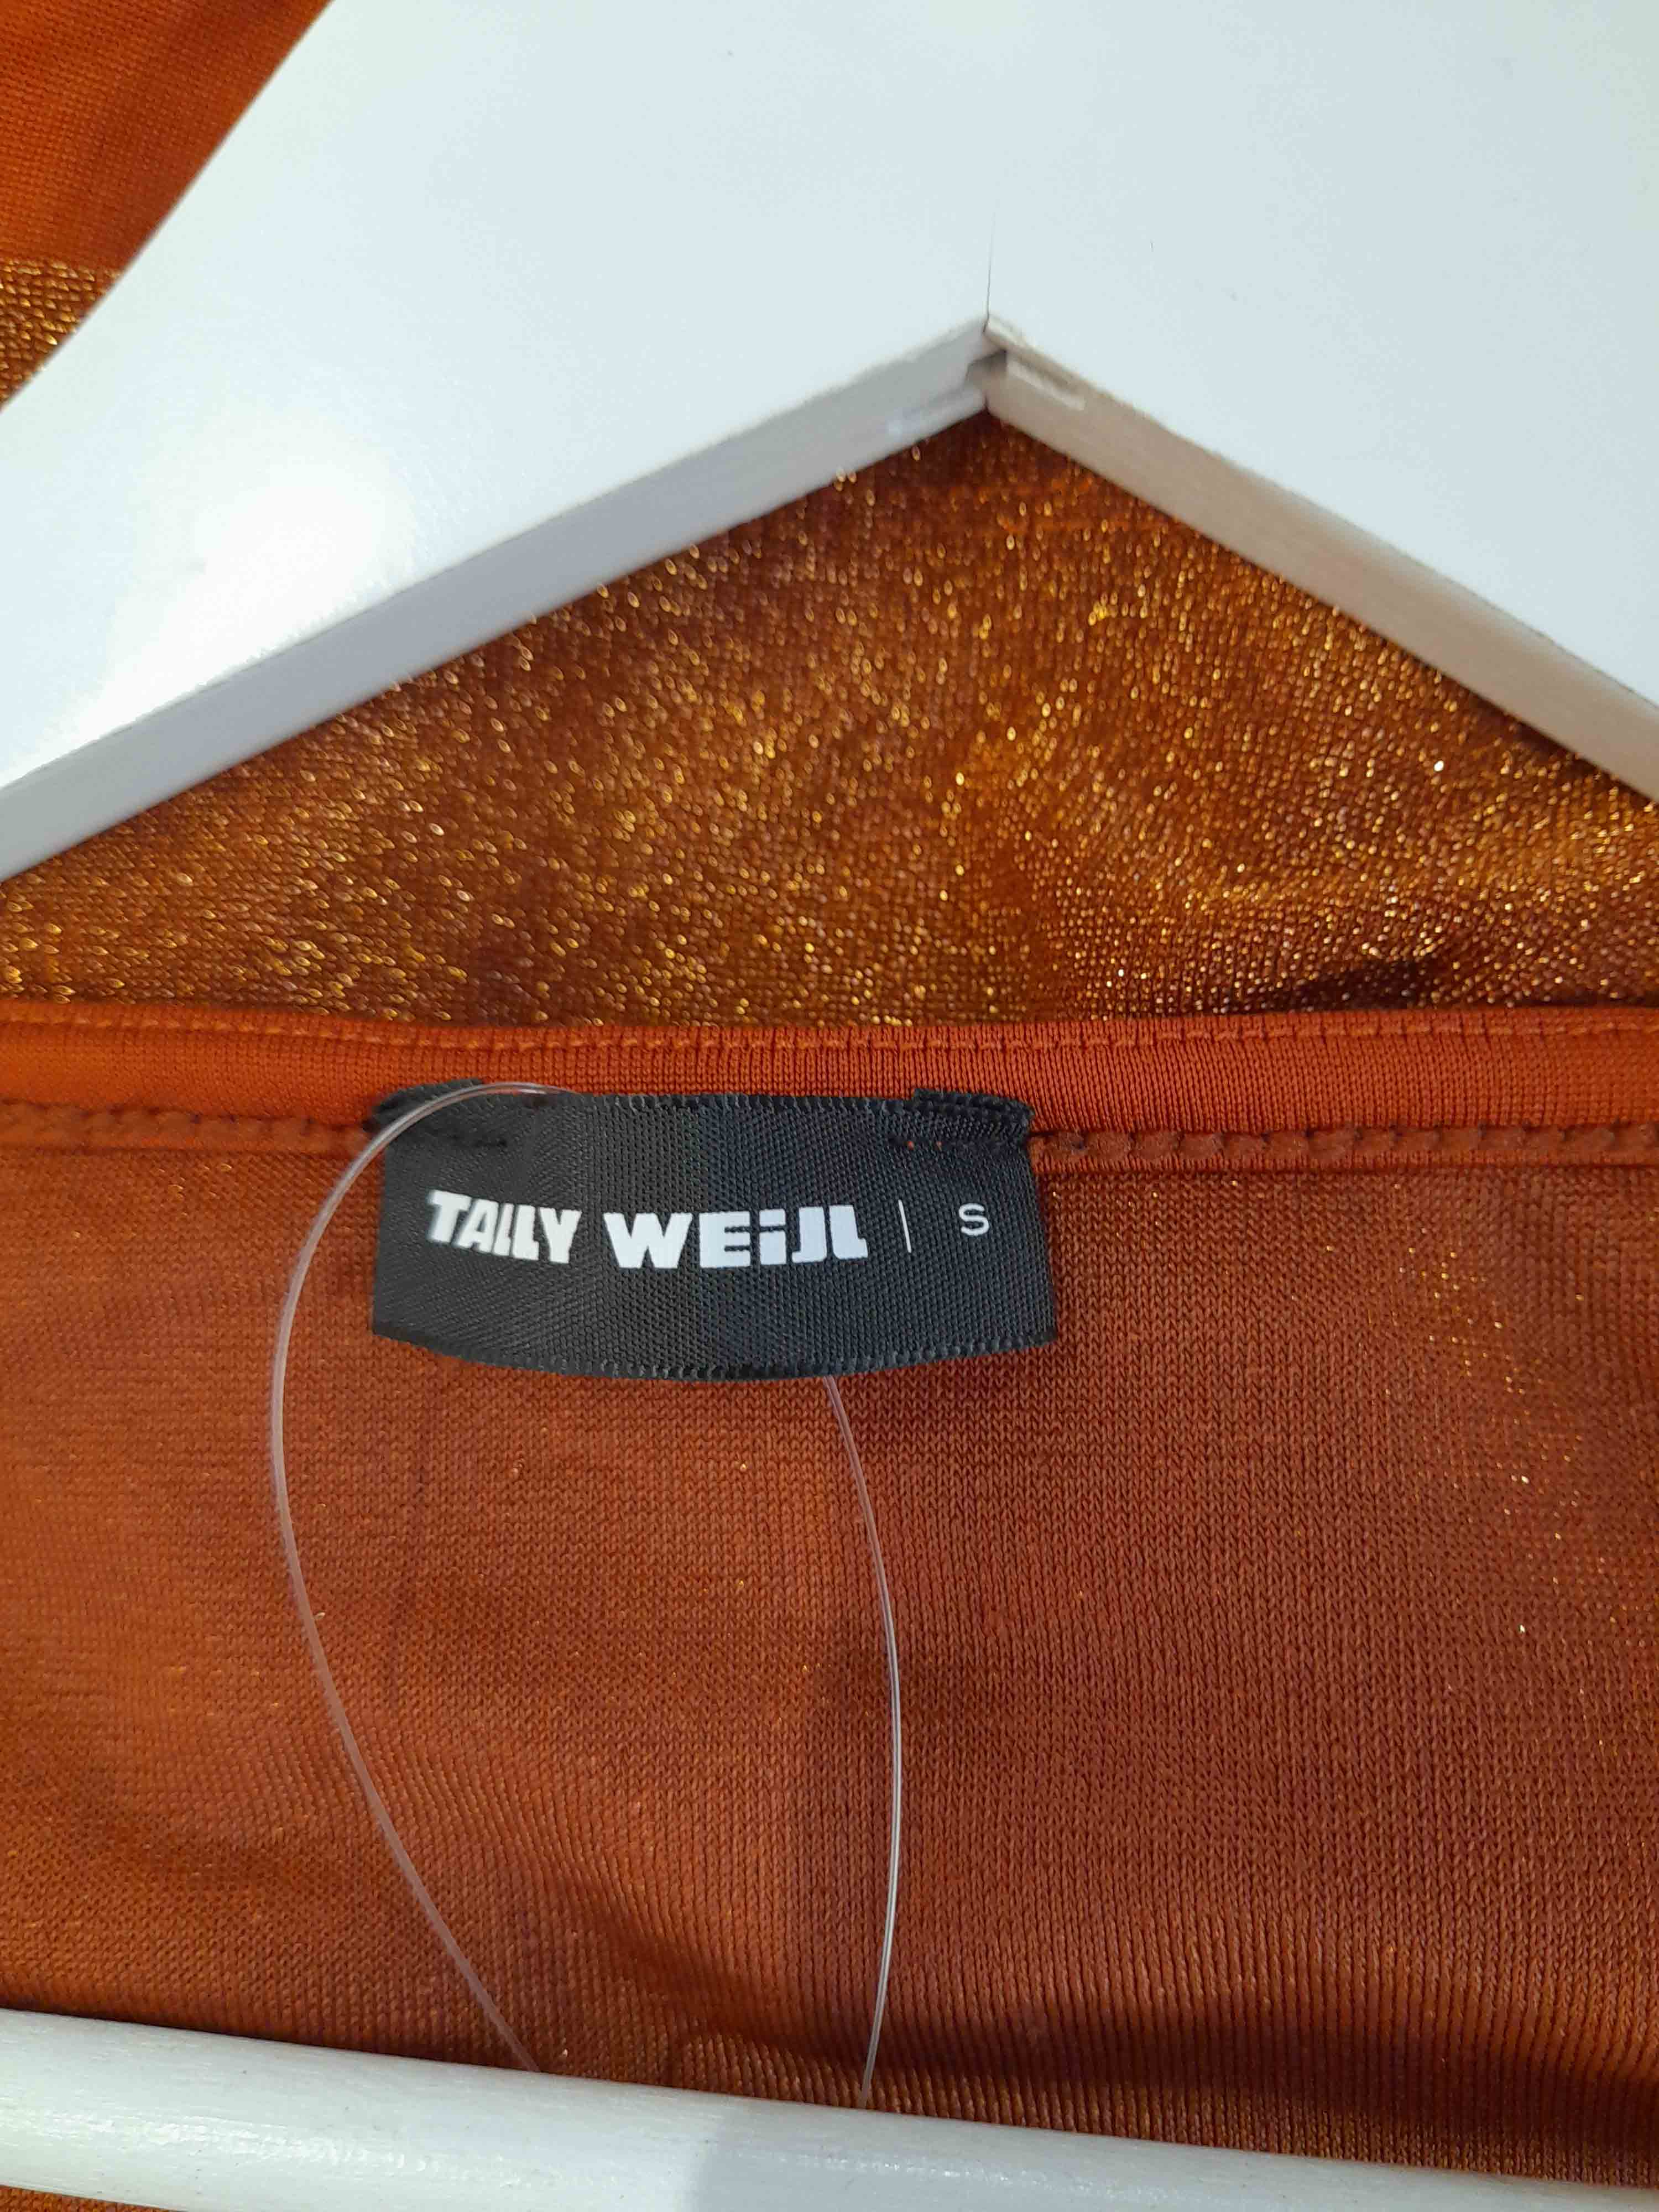 TALLY WEiJL | S